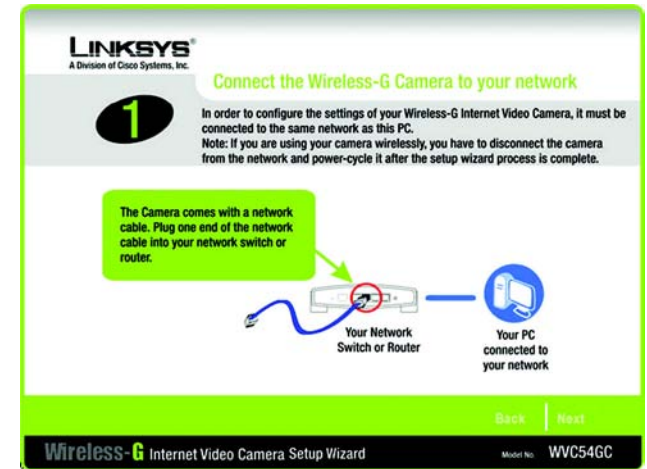 LINKSYS®
A Division of Cisco Systems, Inc.
Connect the Wireless-G Camera to your network
1
In order to configure the settings of your Wireless-G Internet Video Camera, it must be
connected to the same network as this PC.
Note: If you are using your camera wirelessly, you have to disconnect the camera
from the network and power-cycle it after the setup wizard process is complete.
The Camera comes with a network
cable. Plug one end of the network
cable into your network switch or
router.
Your Network
Switch or Router
Your PC
connected to
your network
Back Next
Wireless-G Internet Video Camera Setup Wizard
Model No. WVC54GC